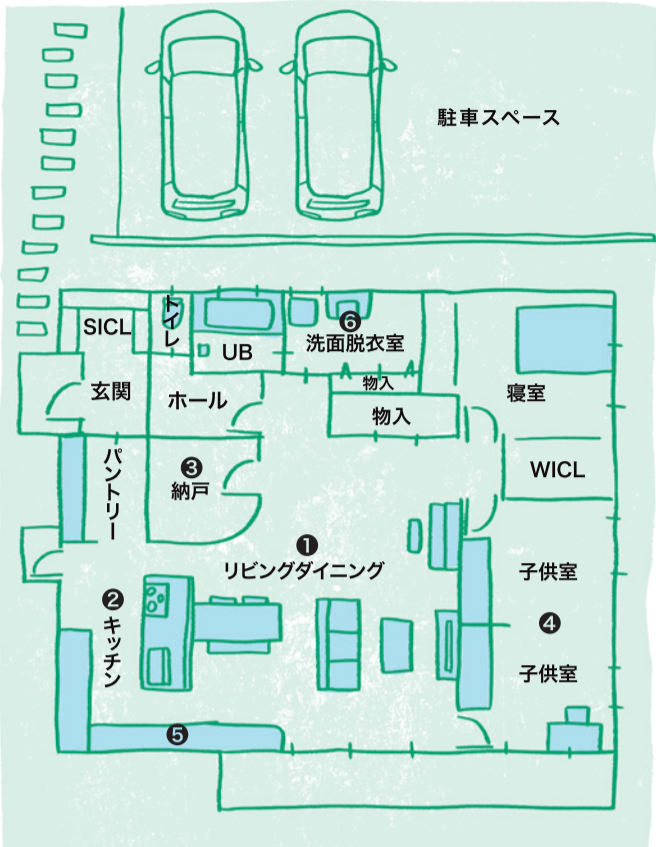 駐車スペース
SICL
トイレ
UB
❻
洗面脱衣室
物入
物入
寝室
玄関
ホール
パントリー
❸
納戸
WICL
❶
リビングダイニング
子供室
❷
キッチン
❹
子供室
❺